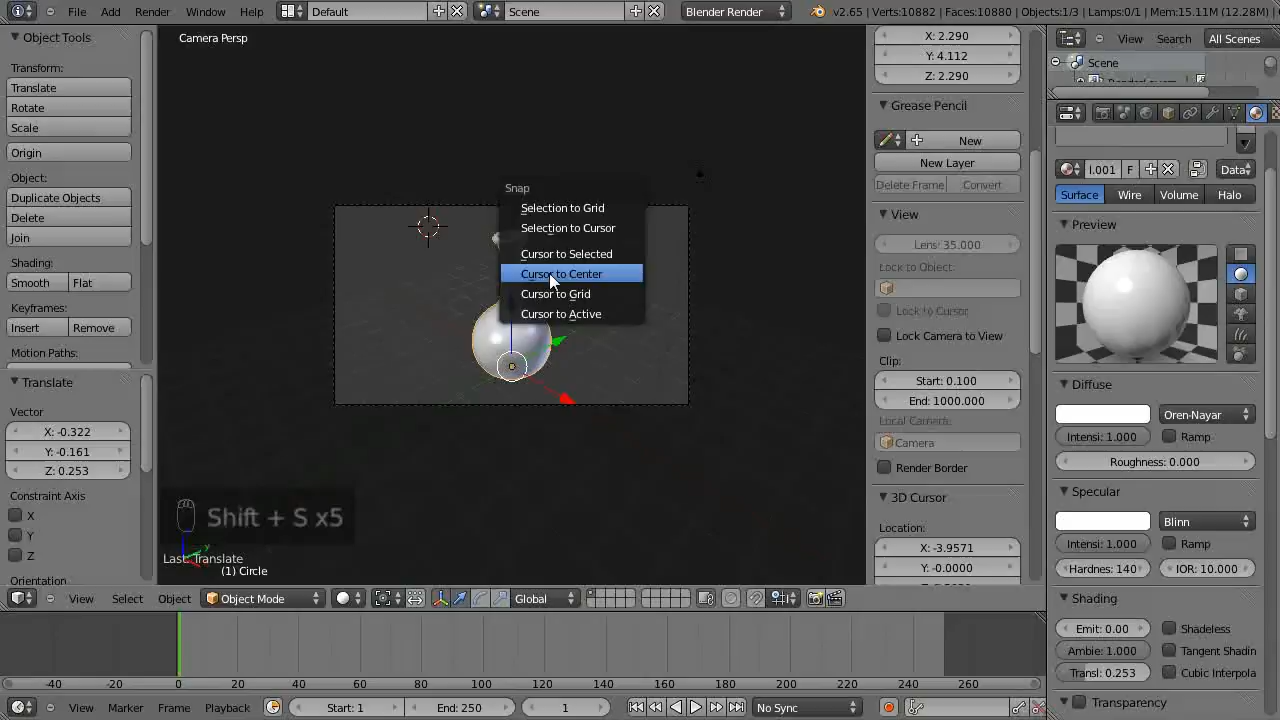 File Add Render Window Help Default Scene Blender Render v2.65 | Verts:10882 | Faces:10880 | Objects:1/3 | Lamps:0/1 | Mem:15.11M (12.28M)
Object Tools
Transform:
Translate
Rotate
Scale
Origin
Object:
Duplicate Objects
Delete
Join
Shading:
Smooth Flat
Keyframes:
Insert Remove
Motion Paths:
Translate
Vector
X: -0.322
Y: -0.161
Z: 0.253
Constraint Axis
X
Y
Z
Orientation
Camera Persp
Snap
Selection to Grid
Selection to Cursor
Cursor to Selected
Cursor to Center
Cursor to Grid
Cursor to Active
Shift + S x5
Last: Translate
(1) Circle
X: 2.290
Y: 4.112
Z: 2.290
Grease Pencil
New
New Layer
Delete Frame Convert
View
Lens: 35.000
Lock to Object:
Lock to Cursor
Lock Camera to View
Clip:
Start: 0.100
End: 1000.000
Local Camera:
Camera
Render Border
3D Cursor
Location:
X: -3.9571
Y: -0.0000
View Search All Scenes
Scene
I.001 F Data
Surface Wire Volume Halo
Preview
Diffuse
Oren-Nayar
Intensi: 1.000 Ramp
Roughness: 0.000
Specular
Blinn
Intensi: 1.000 Ramp
Hardnes: 140 IOR: 10.000
Shading
Emit: 0.00 Shadeless
Ambie: 1.000 Tangent Shadin
Transl: 0.253 Cubic Interpola
Transparency
View Select Object Object Mode Global
-40 -20 0 20 40 60 80 100 120 140 160 180 200 220 240 260
View Marker Frame Playback Start: 1 End: 250 1 No Sync